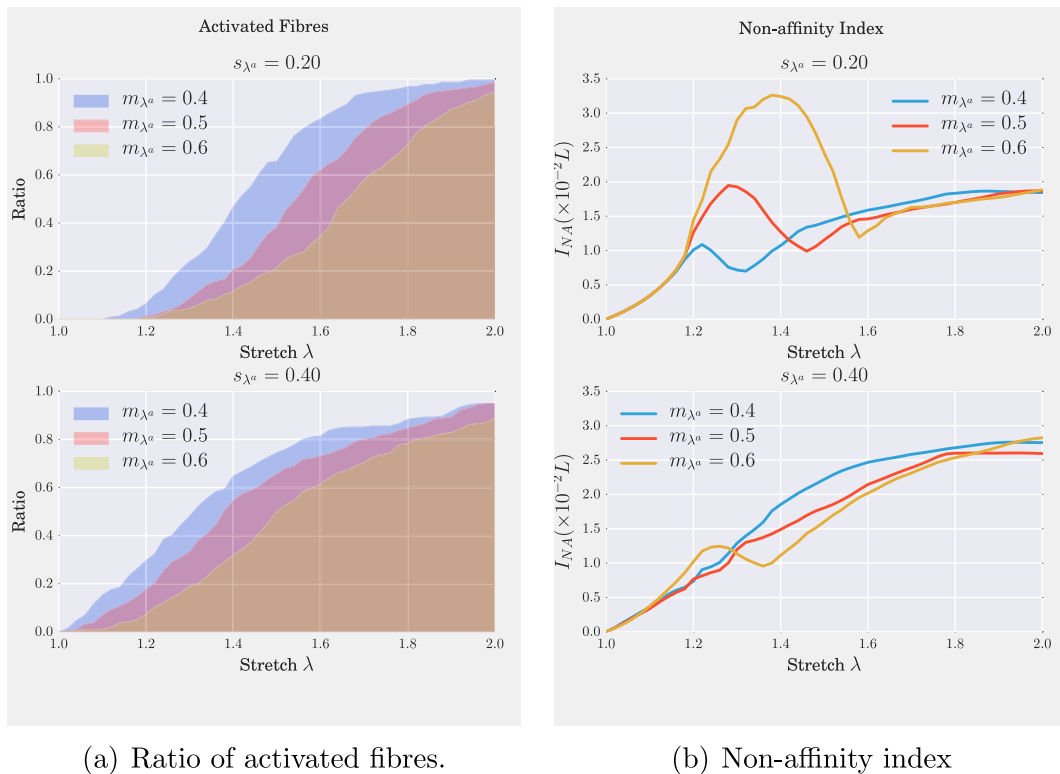 Activated Fibres
s_{λ^a} = 0.20
1.0
0.8
0.6
0.4
0.2
0.0
Ratio
m_{λ^a} = 0.4
m_{λ^a} = 0.5
m_{λ^a} = 0.6
1.0 1.2 1.4 1.6 1.8 2.0
Stretch λ
s_{λ^a} = 0.40
1.0
0.8
0.6
0.4
0.2
0.0
Ratio
m_{λ^a} = 0.4
m_{λ^a} = 0.5
m_{λ^a} = 0.6
1.0 1.2 1.4 1.6 1.8 2.0
Stretch λ
(a) Ratio of activated fibres.
Non-affinity Index
s_{λ^a} = 0.20
3.5
3.0
2.5
2.0
1.5
1.0
0.5
0.0
I_{NA}(×10^{-2}L)
m_{λ^a} = 0.4
m_{λ^a} = 0.5
m_{λ^a} = 0.6
1.0 1.2 1.4 1.6 1.8 2.0
Stretch λ
s_{λ^a} = 0.40
3.5
3.0
2.5
2.0
1.5
1.0
0.5
0.0
I_{NA}(×10^{-2}L)
m_{λ^a} = 0.4
m_{λ^a} = 0.5
m_{λ^a} = 0.6
1.0 1.2 1.4 1.6 1.8 2.0
Stretch λ
(b) Non-affinity index